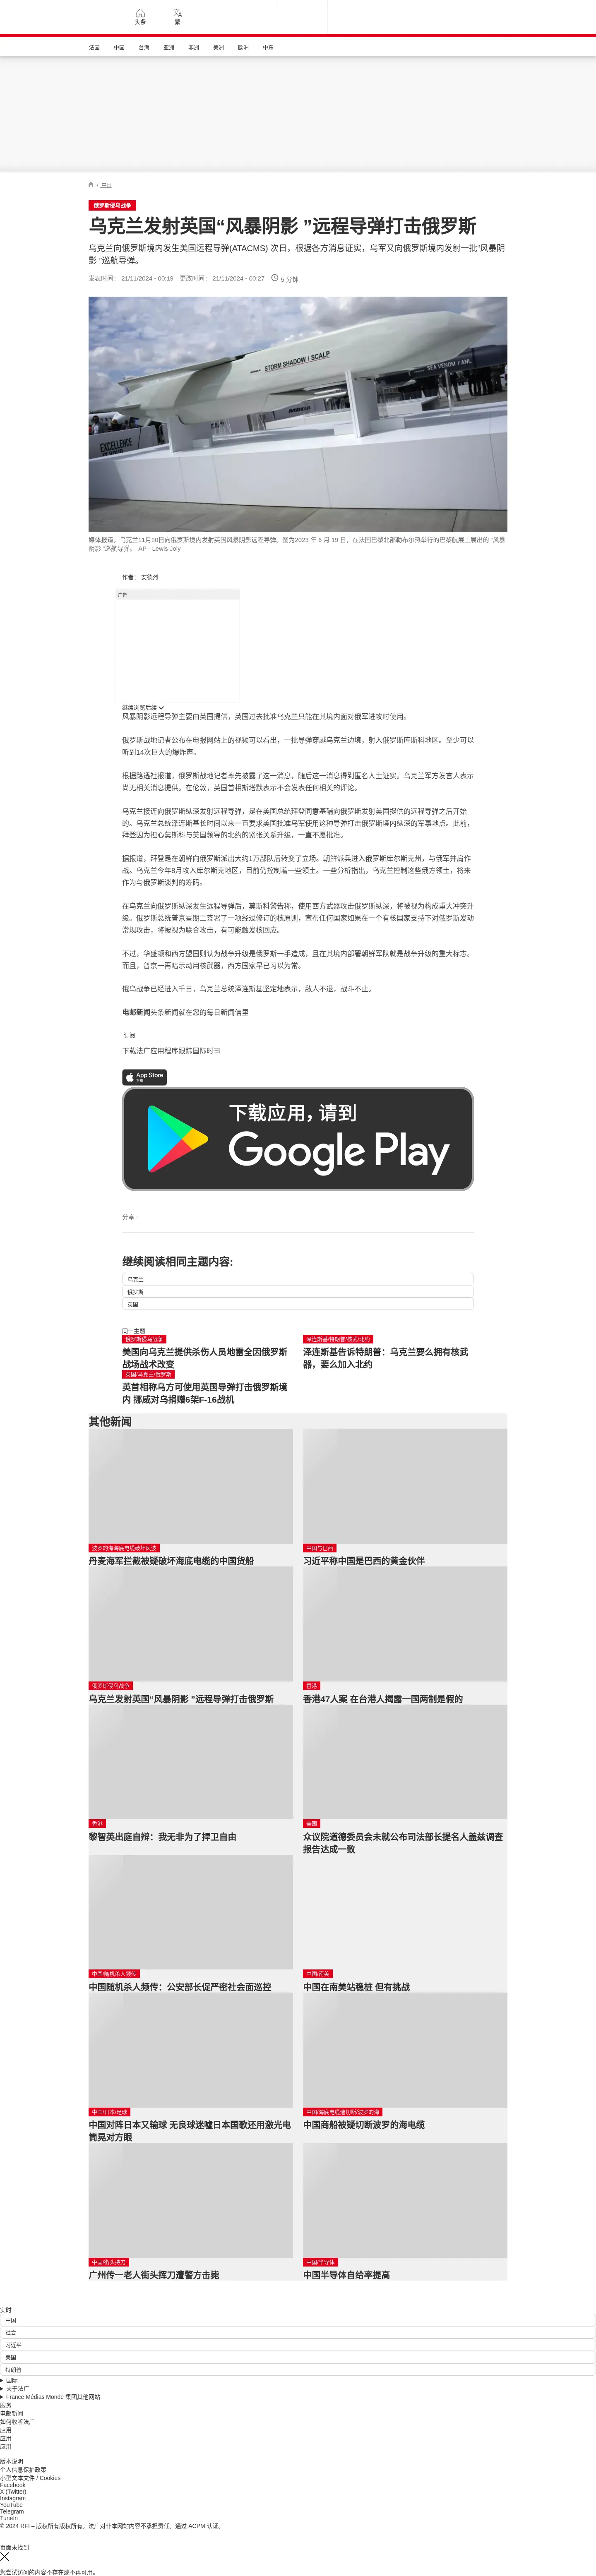 头条
繁
法国
中国
台海
亚洲
非洲
美洲
欧洲
中东
/ 中国
俄罗斯侵乌战争
乌克兰发射英国“风暴阴影 ”远程导弹打击俄罗斯
乌克兰向俄罗斯境内发生美国远程导弹(ATACMS) 次日，根据各方消息证实，乌军又向俄罗斯境内发射一批“风暴阴
影 ”巡航导弹。
发表时间： 21/11/2024 - 00:19 更改时间： 21/11/2024 - 00:27 5 分钟
STORM SHADOW / SCALP
SEA VENOM / ANL
MBDA
EXCELLENCE
媒体报道，乌克兰11月20日向俄罗斯境内发射英国风暴阴影远程导弹。图为2023 年 6 月 19 日，在法国巴黎北部勒布尔热举行的巴黎航展上展出的 “风暴
阴影 ”巡航导弹。 AP - Lewis Joly
作者： 安德烈
广告
继续浏览后续
风暴阴影远程导弹主要由英国提供，英国过去批准乌克兰只能在其境内面对俄军进攻时使用。
俄罗斯战地记者公布在电报网站上的视频可以看出，一批导弹穿越乌克兰边境，射入俄罗斯库斯科地区。至少可以
听到14次巨大的爆炸声。
根据路透社报道，俄罗斯战地记者率先披露了这一消息，随后这一消息得到匿名人士证实。乌克兰军方发言人表示
尚无相关消息提供。在伦敦，英国首相斯塔默表示不会发表任何相关的评论。
乌克兰接连向俄罗斯纵深发射远程导弹，是在美国总统拜登同意基辅向俄罗斯发射美国提供的远程导弹之后开始
的。乌克兰总统泽连斯基长时间以来一直要求美国批准乌军使用这种导弹打击俄罗斯境内纵深的军事地点。此前，
拜登因为担心莫斯科与美国领导的北约的紧张关系升级，一直不愿批准。
据报道，拜登是在朝鲜向俄罗斯派出大约1万部队后转变了立场。朝鲜派兵进入俄罗斯库尔斯克州，与俄军并肩作
战。乌克兰今年8月攻入库尔斯克地区，目前仍控制着一些领土。一些分析指出，乌克兰控制这些俄方领土，将来
作为与俄罗斯谈判的筹码。
在乌克兰向俄罗斯纵深发生远程导弹后，莫斯科警告称，使用西方武器攻击俄罗斯纵深，将被视为构成重大冲突升
级。俄罗斯总统普京星期二签署了一项经过修订的核原则，宣布任何国家如果在一个有核国家支持下对俄罗斯发动
常规攻击，将被视为联合攻击，有可能触发核回应。
不过，华盛顿和西方盟国则认为战争升级是俄罗斯一手造成，且在其境内部署朝鲜军队就是战争升级的重大标志。
而且，普京一再暗示动用核武器，西方国家早已习以为常。
俄乌战争已经进入千日，乌克兰总统泽连斯基坚定地表示，敌人不退，战斗不止。
电邮新闻头条新闻就在您的每日新闻信里
订阅
下载法广应用程序跟踪国际时事
App Store
下载
下载应用，请到
Google Play
分享 :
继续阅读相同主题内容:
乌克兰
俄罗斯
英国
同一主题
俄罗斯侵乌战争
美国向乌克兰提供杀伤人员地雷全因俄罗斯
战场战术改变
泽连斯基/特朗普/核武/北约
泽连斯基告诉特朗普：乌克兰要么拥有核武
器，要么加入北约
英国/乌克兰/俄罗斯
英首相称乌方可使用英国导弹打击俄罗斯境
内 挪威对乌捐赠6架F-16战机
其他新闻
波罗的海海底电缆破坏风波
丹麦海军拦截被疑破坏海底电缆的中国货船
中国与巴西
习近平称中国是巴西的黄金伙伴
俄罗斯侵乌战争
乌克兰发射英国“风暴阴影 ”远程导弹打击俄罗斯
香港
香港47人案 在台港人揭露一国两制是假的
香港
黎智英出庭自辩：我无非为了捍卫自由
美国
众议院道德委员会未就公布司法部长提名人盖兹调查
报告达成一致
中国/随机杀人频传
中国随机杀人频传：公安部长促严密社会面巡控
中国/南美
中国在南美站稳桩 但有挑战
中国/日本/足球
中国对阵日本又输球 无良球迷嘘日本国歌还用激光电
筒晃对方眼
中国/海底电缆遭切断/波罗的海
中国商船被疑切断波罗的海电缆
中国/街头持刀
广州传一老人街头挥刀遭警方击毙
中国/半导体
中国半导体自给率提高
实时
中国
社会
习近平
美国
特朗普
国际
关于法广
France Médias Monde 集团其他网站
服务
电邮新闻
如何收听法广
应用
应用
应用
版本说明
个人信息保护政策
小型文本文件 / Cookies
Facebook
X (Twitter)
Instagram
YouTube
Telegram
TuneIn
© 2024 RFI – 版权所有版权所有。法广对非本网站内容不承担责任。通过 ACPM 认证。
页面未找到
您尝试访问的内容不存在或不再可用。